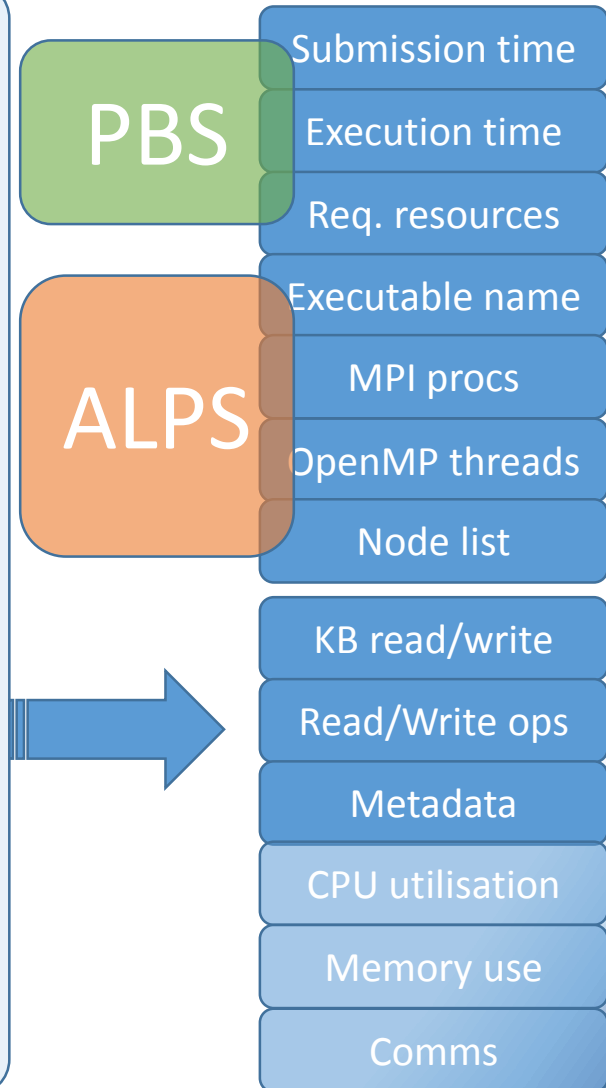 PBS
Submission time
Execution time
Req. resources
ALPS
Executable name
MPI procs
OpenMP threads
Node list
KB read/write
Read/Write ops
Metadata
CPU utilisation
Memory use
Comms